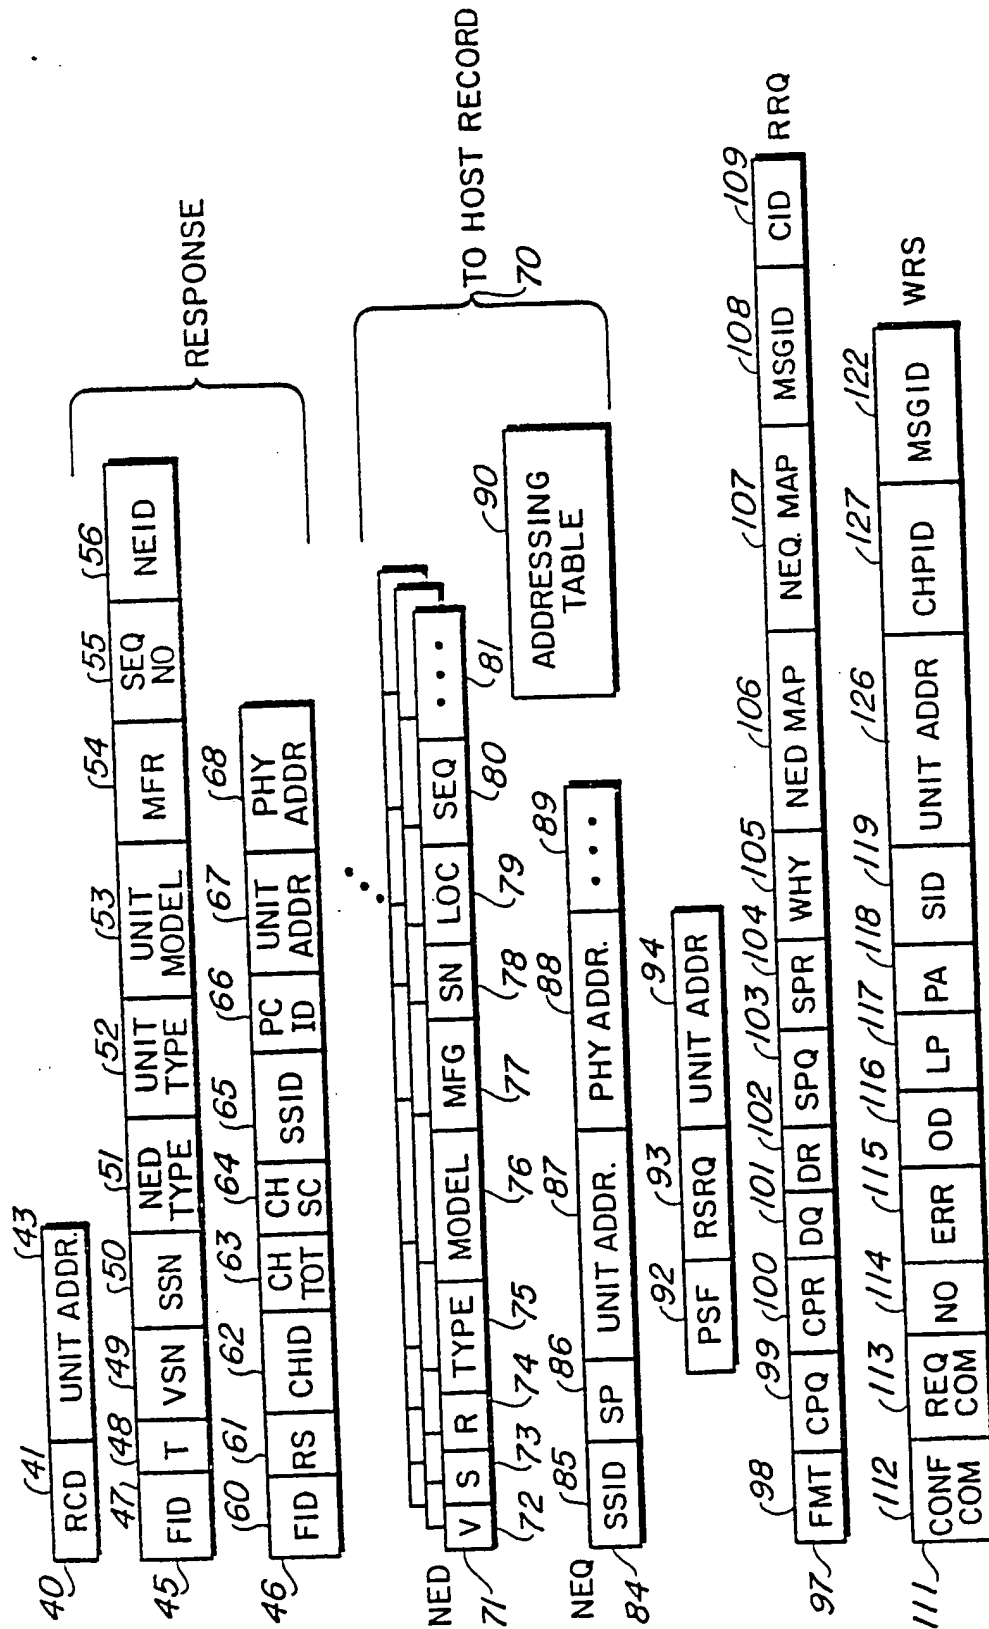 41 43
40 RCD UNIT ADDR.
47 48 49 50 51 52 53 54 55 56
45 FID T VSN SSN NED TYPE UNIT TYPE UNIT MODEL MFR SEQ NO NEID
RESPONSE
60 61 62 63 64 65 66 67 68
46 FID RS CHID CH TOT CH SC SSID PC ID UNIT ADDR PHY ADDR
TO HOST RECORD
70
NED
71 V S R TYPE MODEL MFG SN LOC SEQ ...
72 73 74 75 76 77 78 79 80 81
90
ADDRESSING TABLE
NEQ
85 86 87 88 89
84 SSID SP UNIT ADDR. PHY ADDR. ...
92 93 94
PSF RSRQ UNIT ADDR
98 99 100 101 102 103 104 105 106 107 108 109
97 FMT CPQ CPR DQ DR SPQ SPR WHY NED MAP NEQ. MAP MSGID CID RRQ
112 113 114 115 116 117 118 119 126 127 122
111 CONF COM REQ COM NO ERR OD LP PA SID UNIT ADDR CHPID MSGID WRS